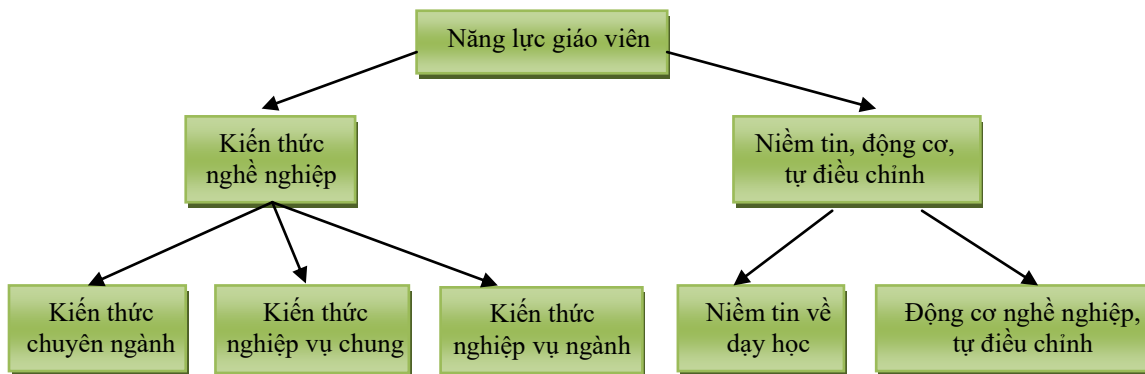 Năng lực giáo viên
Kiến thức
nghề nghiệp
Niềm tin, động cơ,
tự điều chỉnh
Kiến thức
chuyên ngành
Kiến thức
nghiệp vụ chung
Kiến thức
nghiệp vụ ngành
Niềm tin về
dạy học
Động cơ nghề nghiệp,
tự điều chỉnh